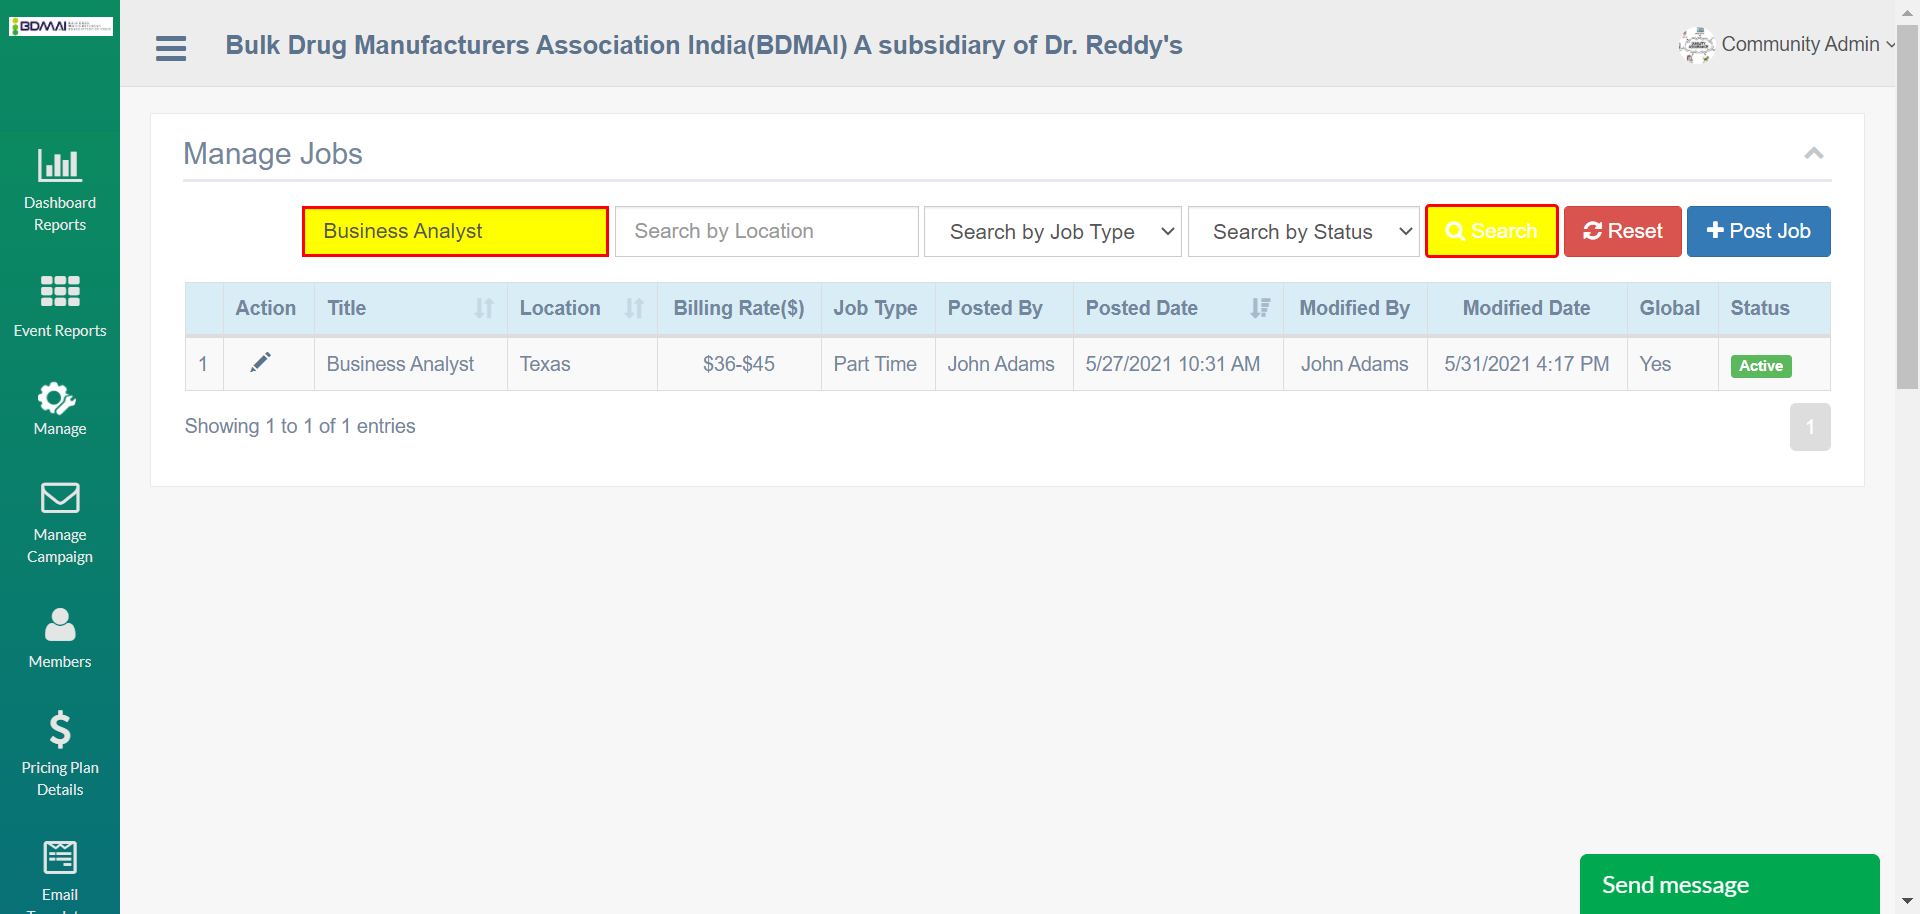 BDMAI
Bulk Drug Manufacturers Association India(BDMAI) A subsidiary of Dr. Reddy's
Community Admin
Dashboard
Reports
Event Reports
Manage
Manage
Campaign
Members
Pricing Plan
Details
Email
Manage Jobs
Business Analyst
Search by Location
Search by Job Type
Search by Status
Search
Reset
Post Job
Action Title Location Billing Rate($) Job Type Posted By Posted Date Modified By Modified Date Global Status
1 Business Analyst Texas $36-$45 Part Time John Adams 5/27/2021 10:31 AM John Adams 5/31/2021 4:17 PM Yes Active
Showing 1 to 1 of 1 entries
1
Send message